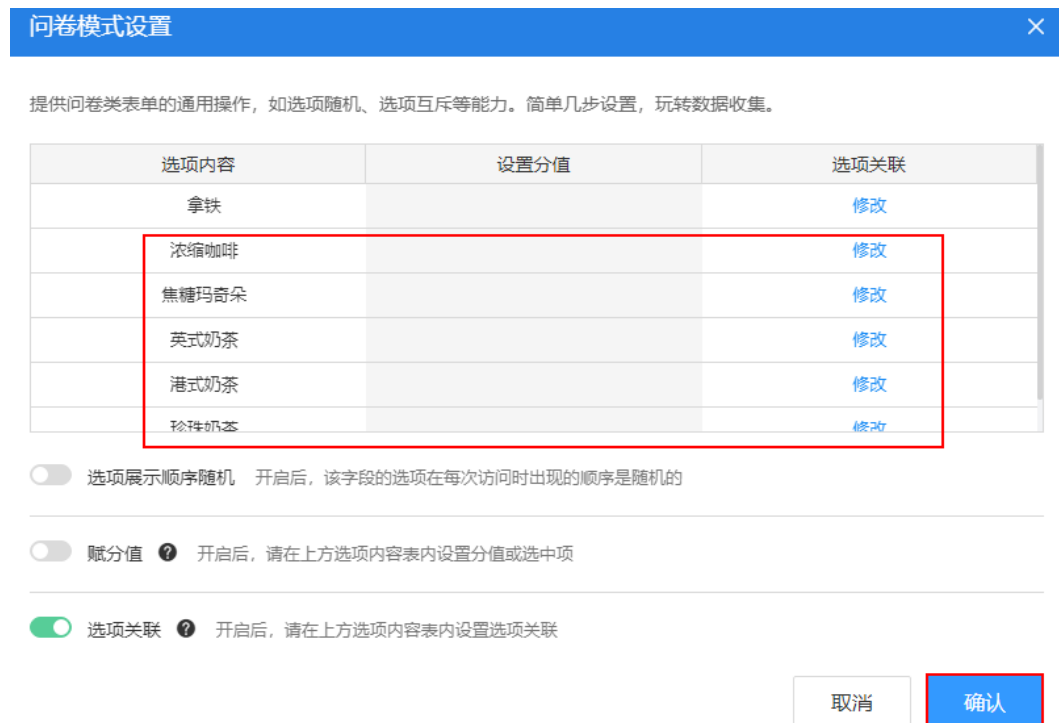 问卷模式设置
提供问卷类表单的通用操作，如选项随机、选项互斥等能力。简单几步设置，玩转数据收集。
选项内容 设置分值 选项关联
拿铁 修改
浓缩咖啡 修改
焦糖玛奇朵 修改
英式奶茶 修改
港式奶茶 修改
珍珠奶茶 修改
选项展示顺序随机 开启后，该字段的选项在每次访问时出现的顺序是随机的
赋分值 ? 开启后，请在上方选项内容表内设置分值或选中项
选项关联 ? 开启后，请在上方选项内容表内设置选项关联
取消 确认